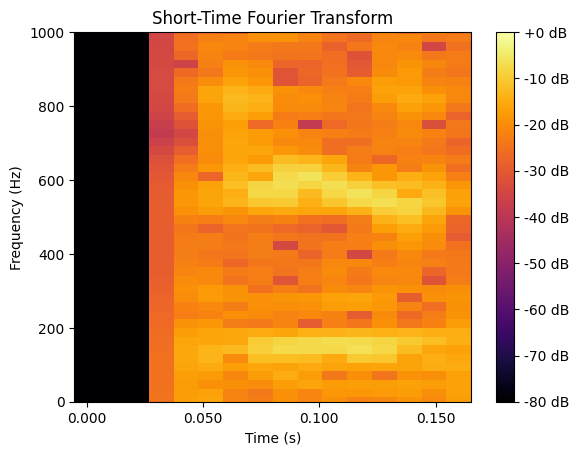 Short-Time Fourier Transform
1000
800
600
400
200
0
Frequency (Hz)
0.000
0.050
0.100
0.150
Time (s)
+0 dB
-10 dB
-20 dB
-30 dB
-40 dB
-50 dB
-60 dB
-70 dB
-80 dB